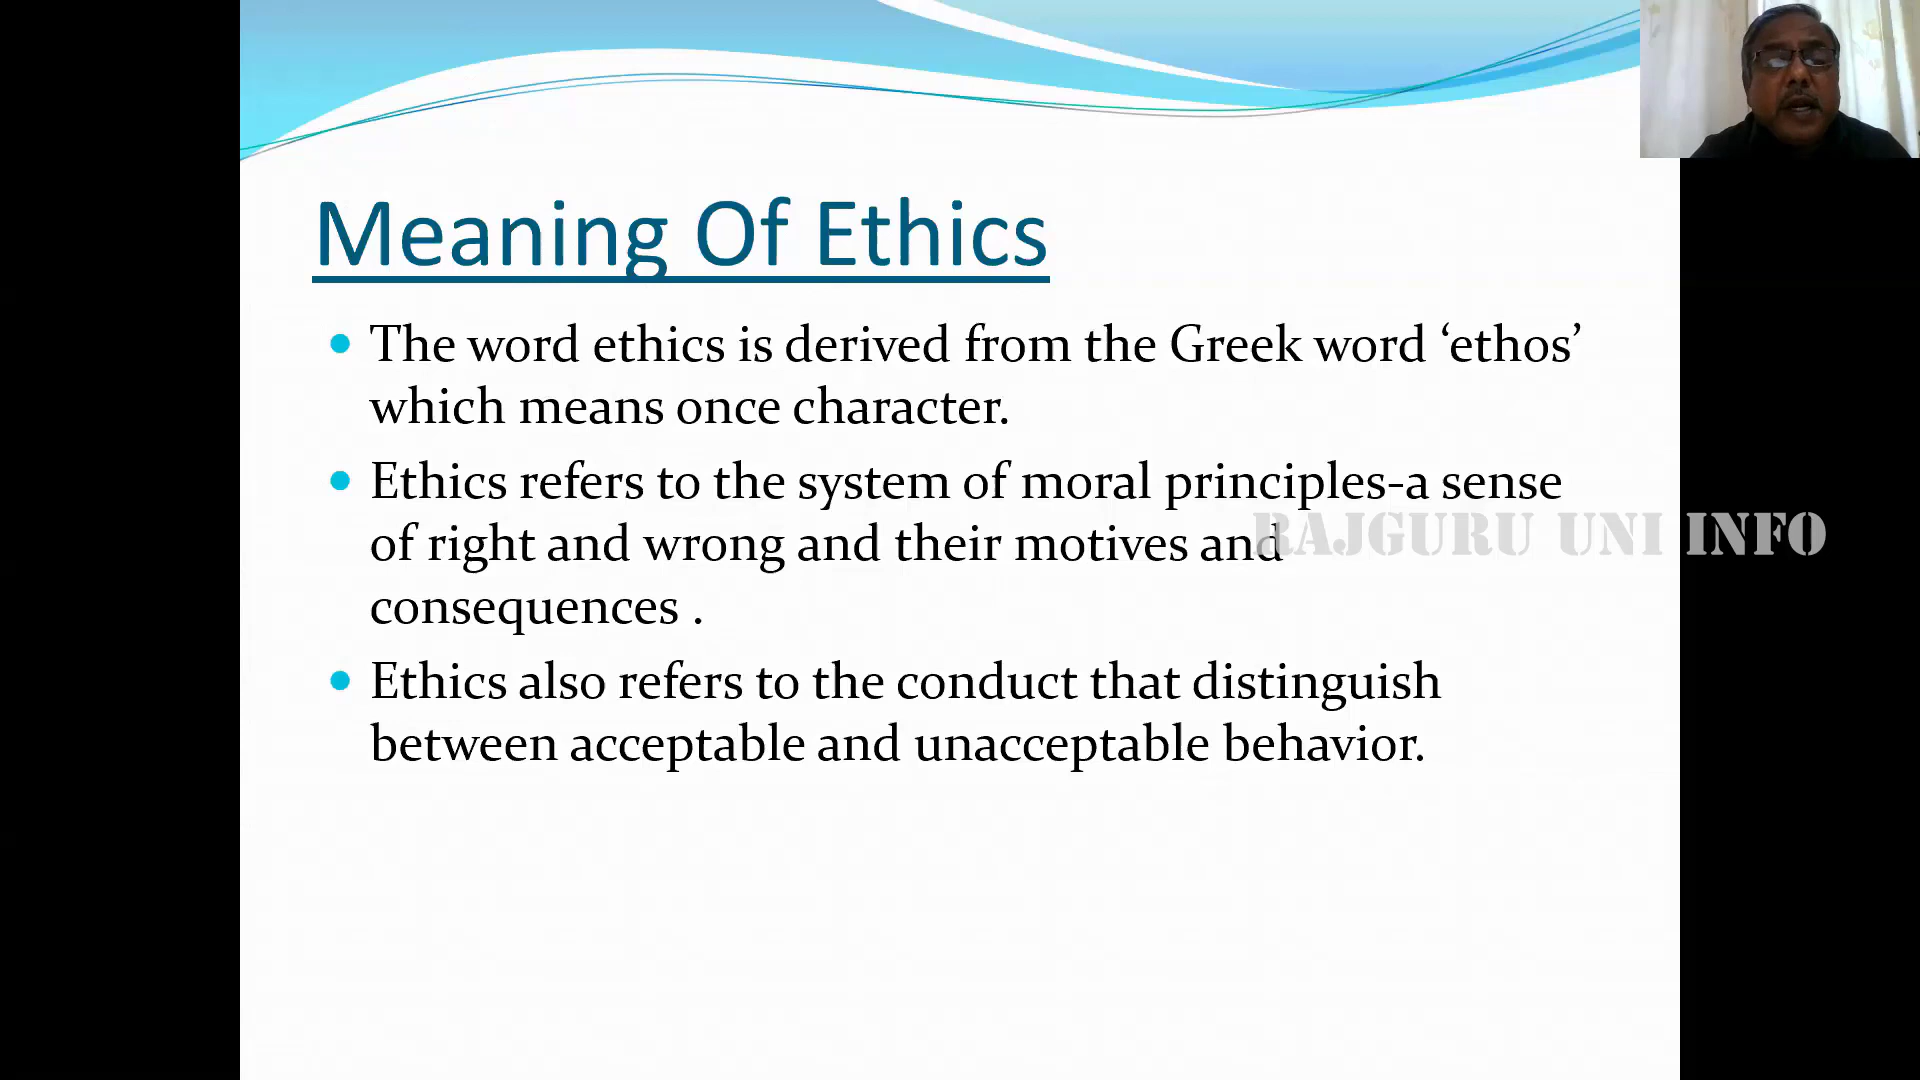 Meaning Of Ethics
The word ethics is derived from the Greek word ‘ethos’
which means once character.
Ethics refers to the system of moral principles-a sense
of right and wrong and their motives and
consequences .
Ethics also refers to the conduct that distinguish
between acceptable and unacceptable behavior.
RAJGURU UNI INFO